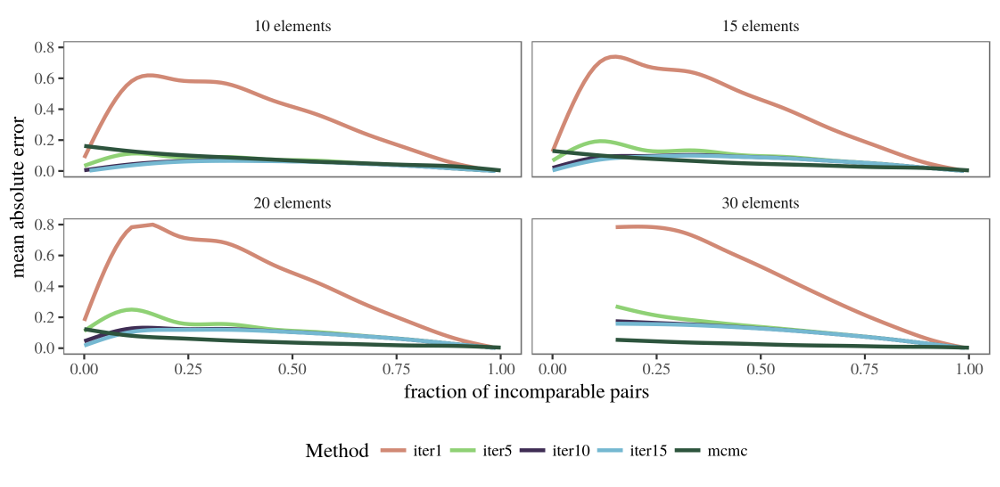 10 elements
15 elements
0.8
0.6
0.4
0.2
0.0
20 elements
30 elements
0.8
0.6
0.4
0.2
0.0
mean absolute error
0.00 0.25 0.50 0.75 1.00
0.00 0.25 0.50 0.75 1.00
fraction of incomparable pairs
Method iter1 iter5 iter10 iter15 mcmc